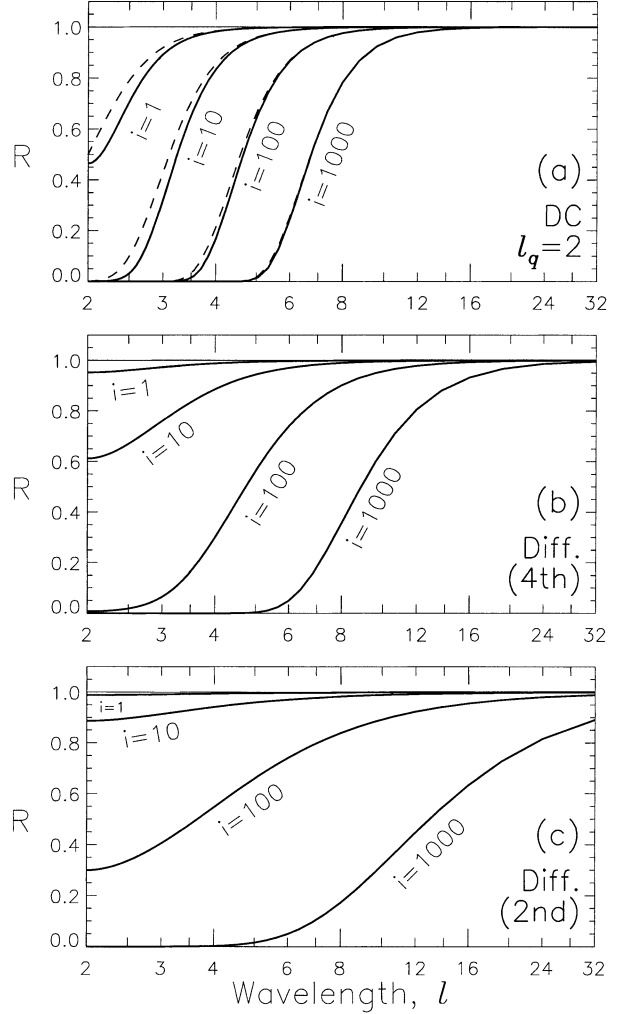 1.0
0.8
0.6
0.4
0.2
0.0
R
i=1
i=10
i=100
i=1000
(a)
DC
l_q=2
2 3 4 6 8 12 16 24 32
1.0
0.8
0.6
0.4
0.2
0.0
R
i=1
i=10
i=100
i=1000
(b)
Diff.
(4th)
2 3 4 6 8 12 16 24 32
1.0
0.8
0.6
0.4
0.2
0.0
R
i=1
i=10
i=100
i=1000
(c)
Diff.
(2nd)
2 3 4 6 8 12 16 24 32
Wavelength, l